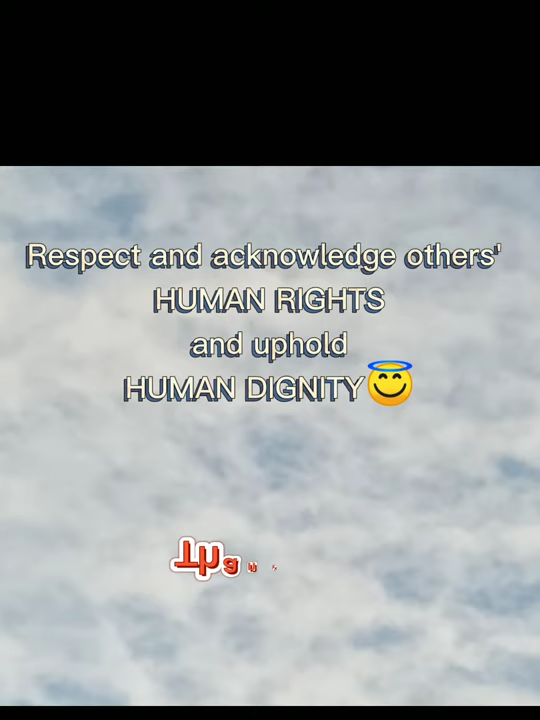 Respect and acknowledge others'
HUMAN RIGHTS
and uphold
HUMAN DIGNITY😇